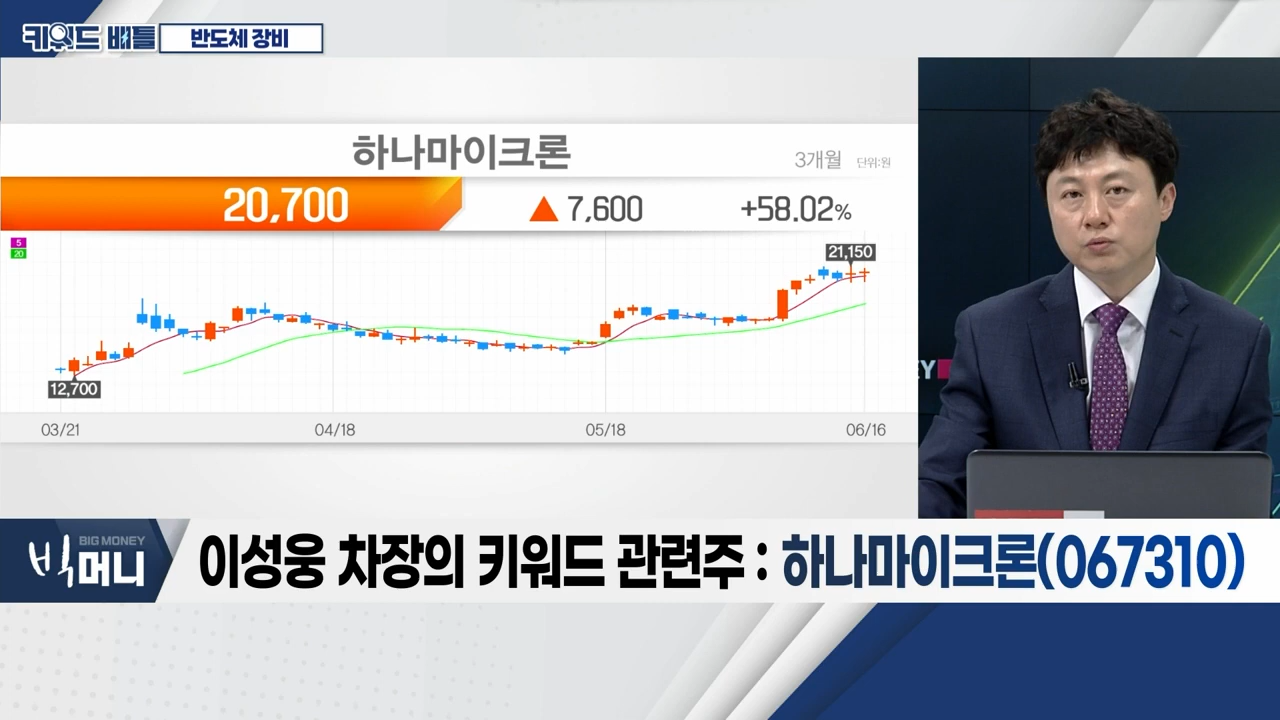 키워드 배틀 반도체 장비
하나마이크론
3개월 단위:원
20,700 ▲ 7,600 +58.02%
5
20
21,150
12,700
03/21 04/18 05/18 06/16
EY
BIG MONEY
빅머니
이성웅 차장의 키워드 관련주 : 하나마이크론(067310)